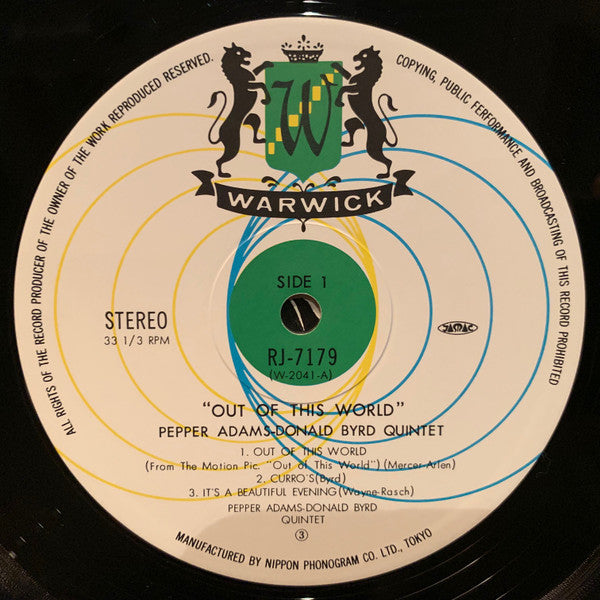 ALL RIGHTS OF THE RECORD PRODUCER OF THE OWNER OF THE WORK REPRODUCED RESERVED.
COPYING, PUBLIC PERFORMANCE AND BROADCASTING OF THIS RECORD PROHIBITED
W
WARWICK
SIDE 1
STEREO
33 1/3 RPM
JASRAC
RJ-7179
(W-2041-A)
"OUT OF THIS WORLD"
PEPPER ADAMS-DONALD BYRD QUINTET
1. OUT OF THIS WORLD
(From The Motion Pic. "Out of This World") (Mercer-Arlen)
2. CURRO'S(Byrd)
3. IT'S A BEAUTIFUL EVENING(Wayne-Rasch)
PEPPER ADAMS-DONALD BYRD
QUINTET
③
MANUFACTURED BY NIPPON PHONOGRAM CO. LTD., TOKYO